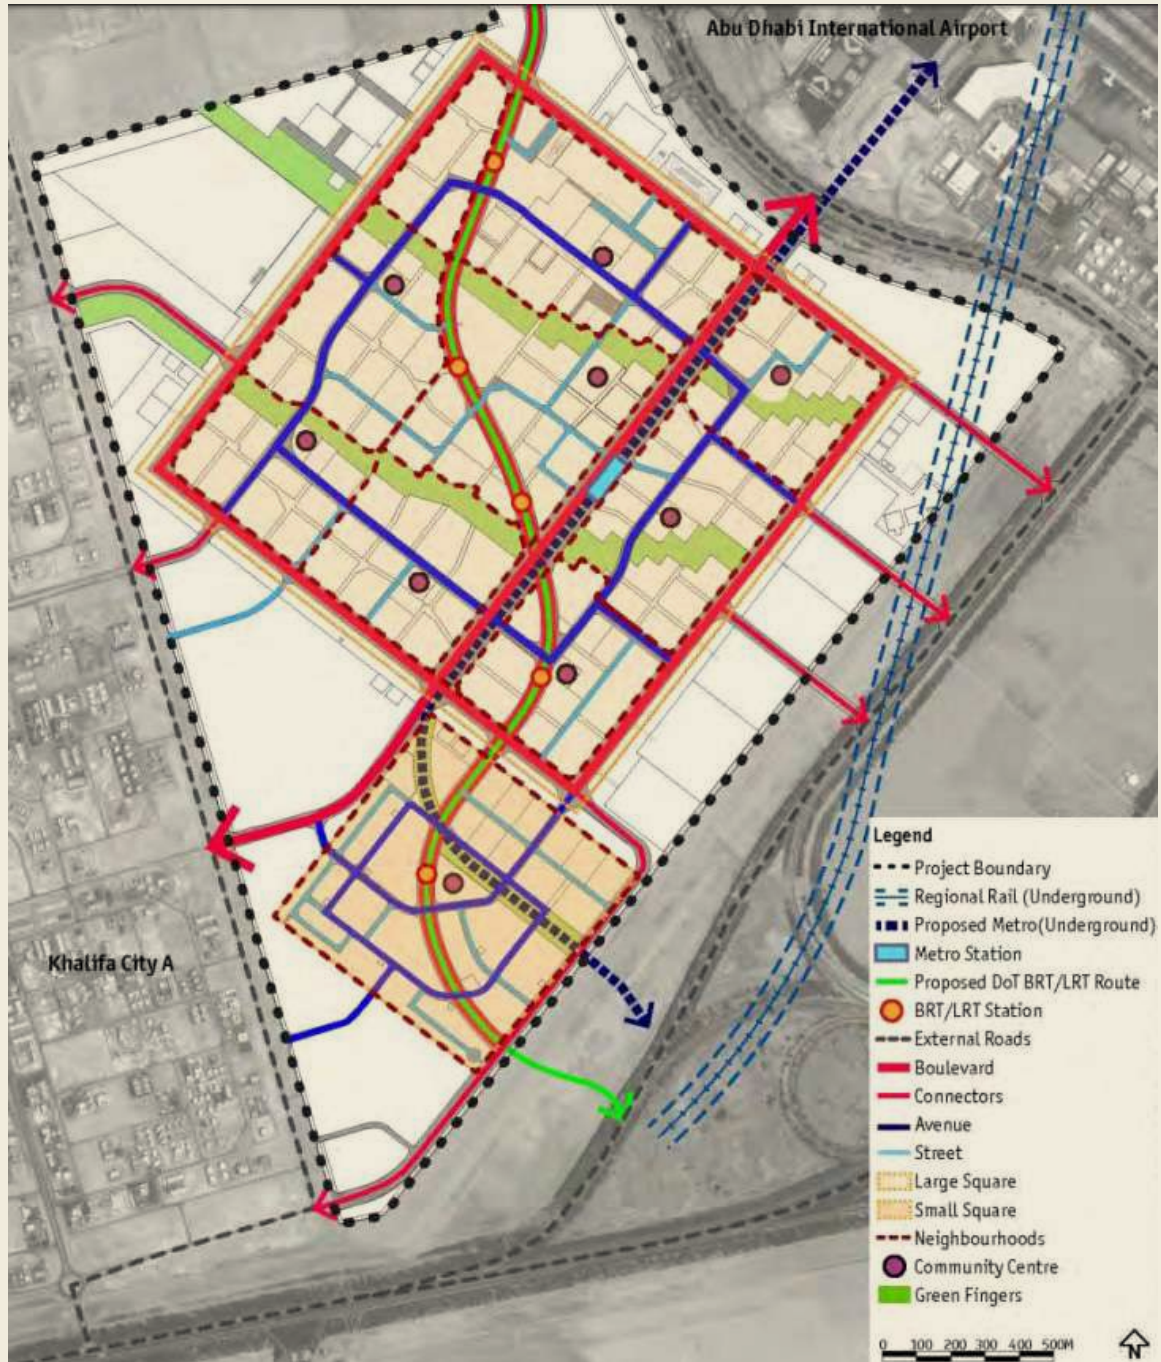 Abu Dhabi International Airport
Khalifa City A
Legend
Project Boundary
Regional Rail (Underground)
Proposed Metro(Underground)
Metro Station
Proposed DoT BRT/LRT Route
BRT/LRT Station
External Roads
Boulevard
Connectors
Avenue
Street
Large Square
Small Square
Neighbourhoods
Community Centre
Green Fingers
0 100 200 300 400 500M
N